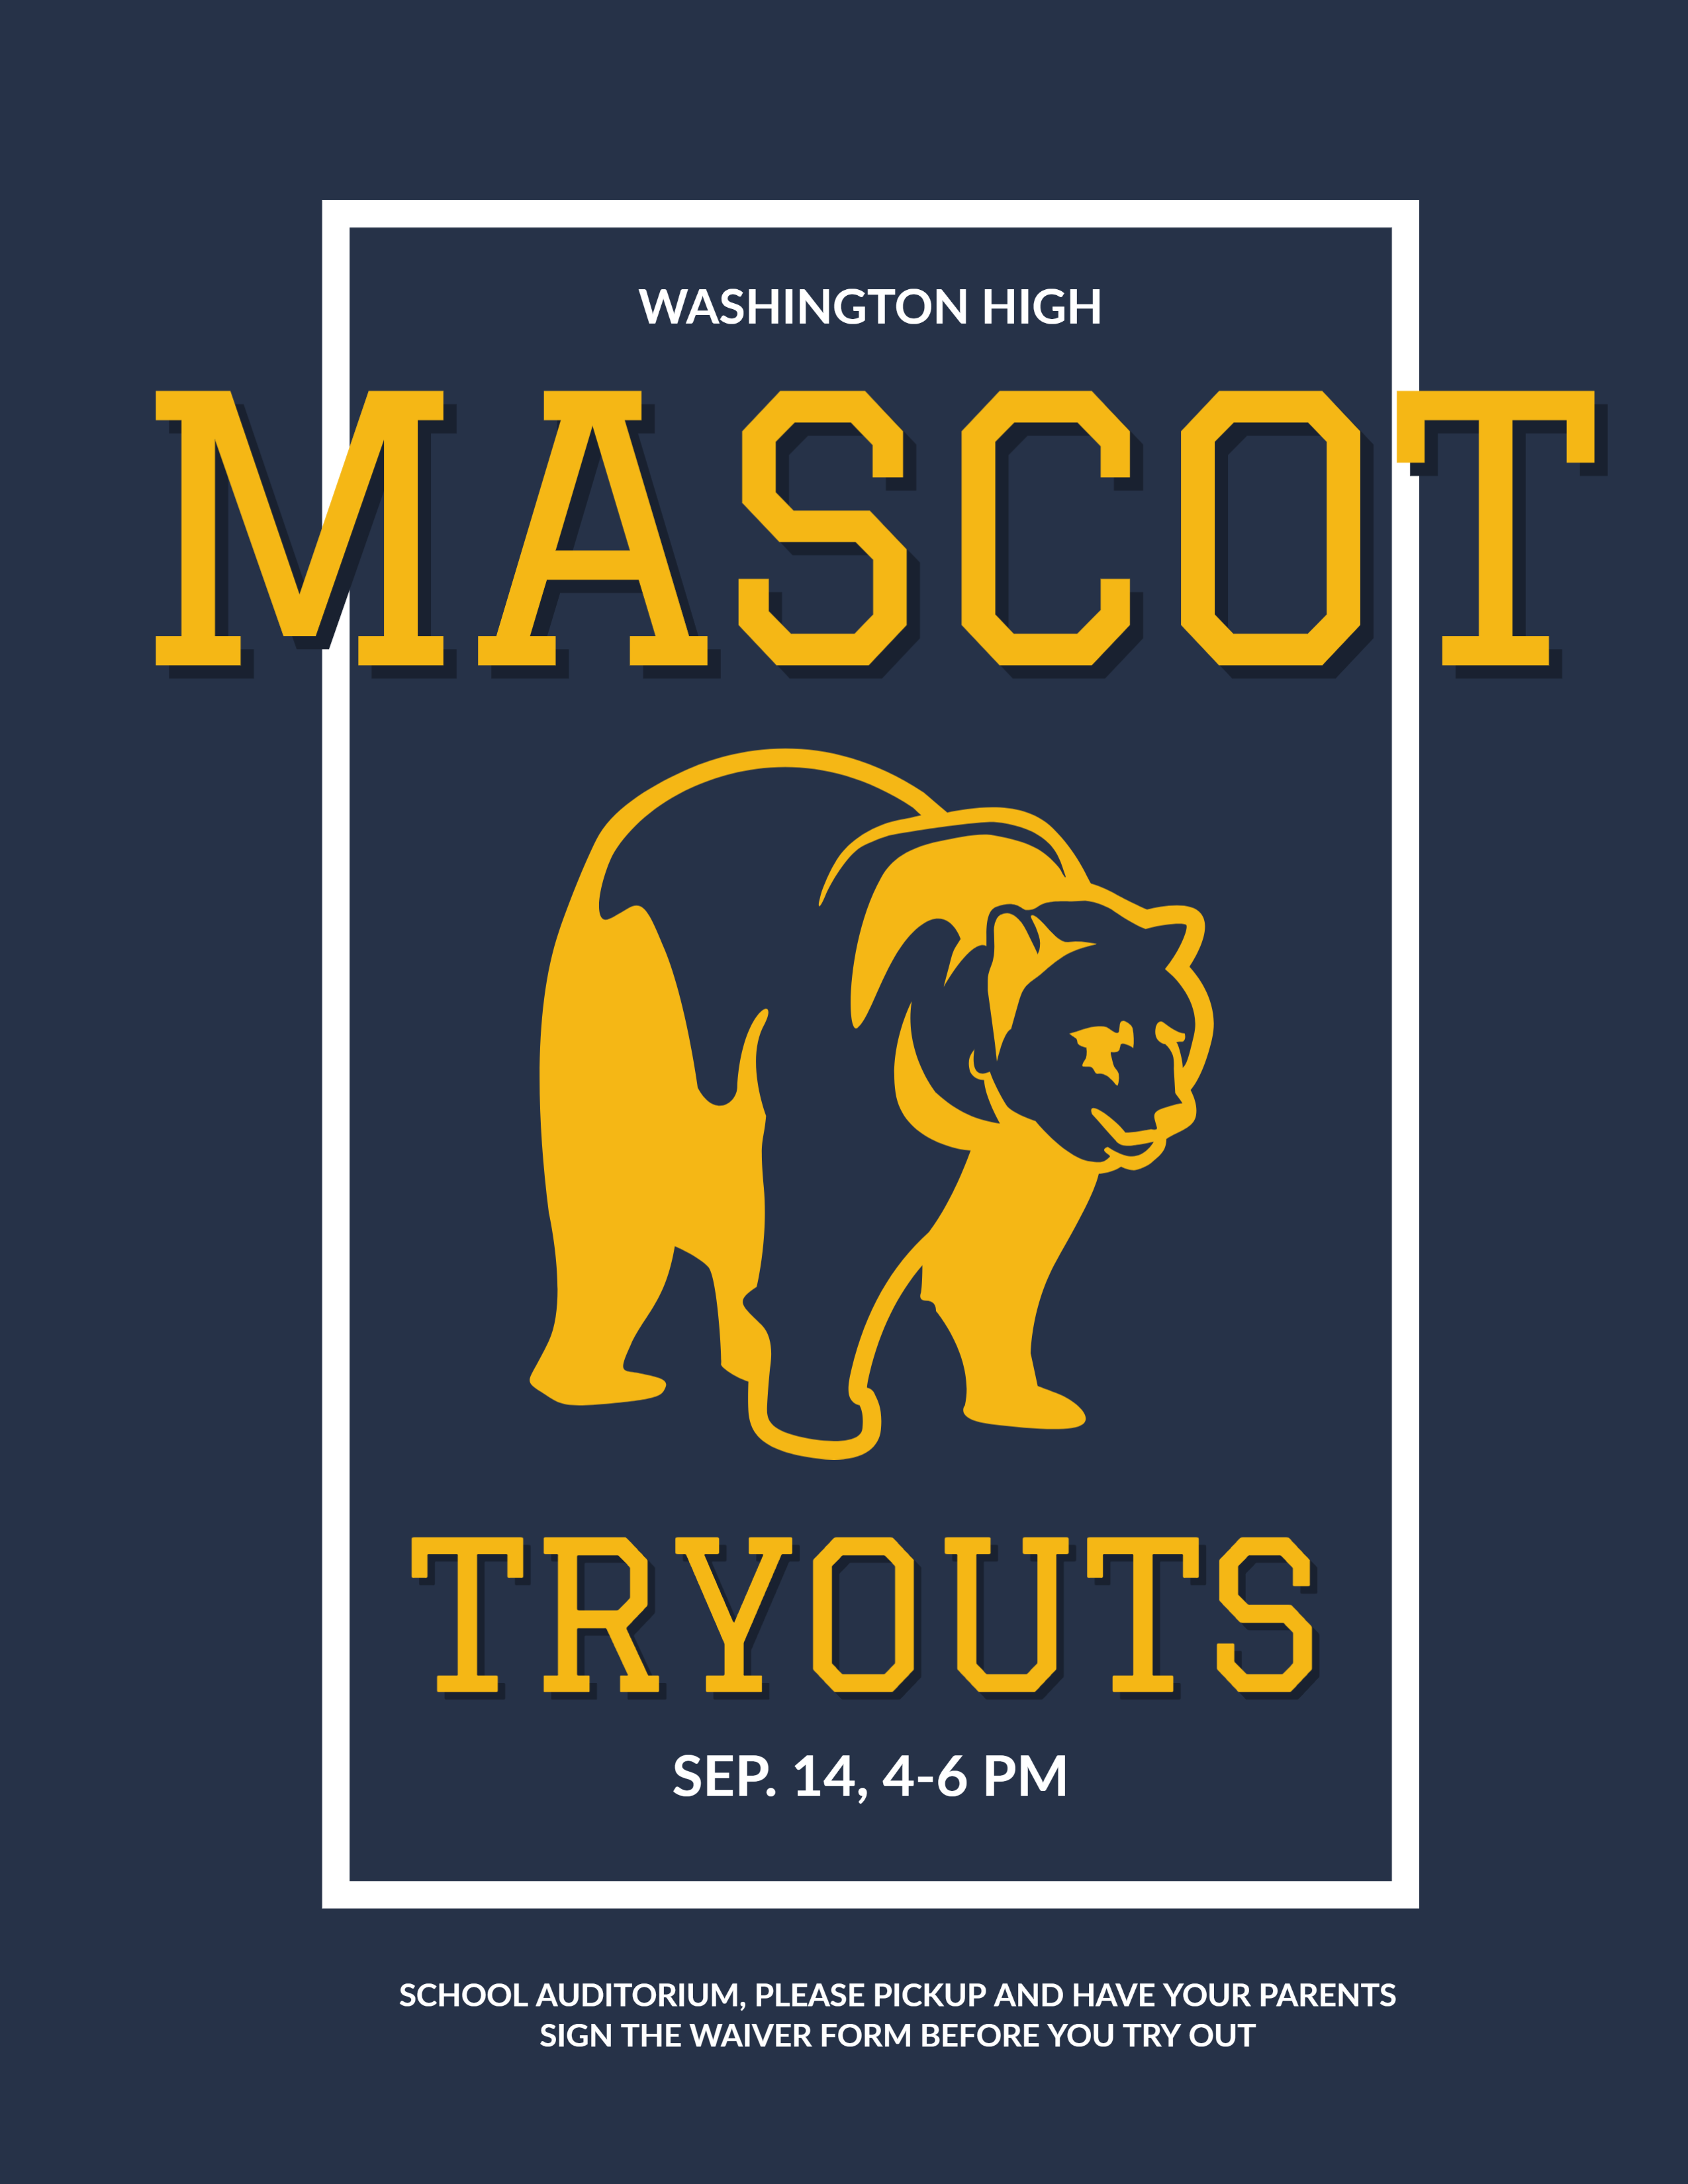 WASHINGTON HIGH
MASCOT
TRYOUTS
SEP. 14, 4-6 PM
SCHOOL AUDITORIUM, PLEASE PICKUP AND HAVE YOUR PARENTS
SIGN THE WAIVER FORM BEFORE YOU TRY OUT